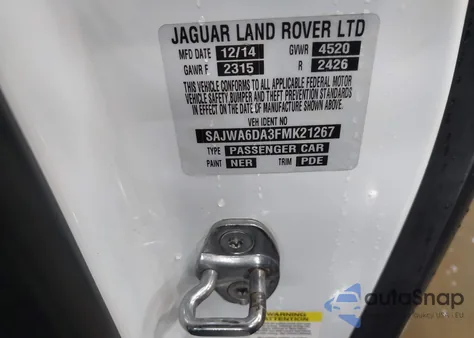 JAGUAR LAND ROVER LTD
MFD DATE 12/14 GVWR 4520
GAWR F 2315 R 2426
THIS VEHICLE CONFORMS TO ALL APPLICABLE FEDERAL MOTOR
VEHICLE SAFETY, BUMPER AND THEFT PREVENTION STANDARDS
IN EFFECT ON THE DATE OF MANUFACTURE SHOWN ABOVE.
VEH IDENT NO
SAJWA6DA3FMK21267
TYPE PASSENGER CAR
PAINT NER TRIM PDE
WARNING
ATTENTION
autoSnap